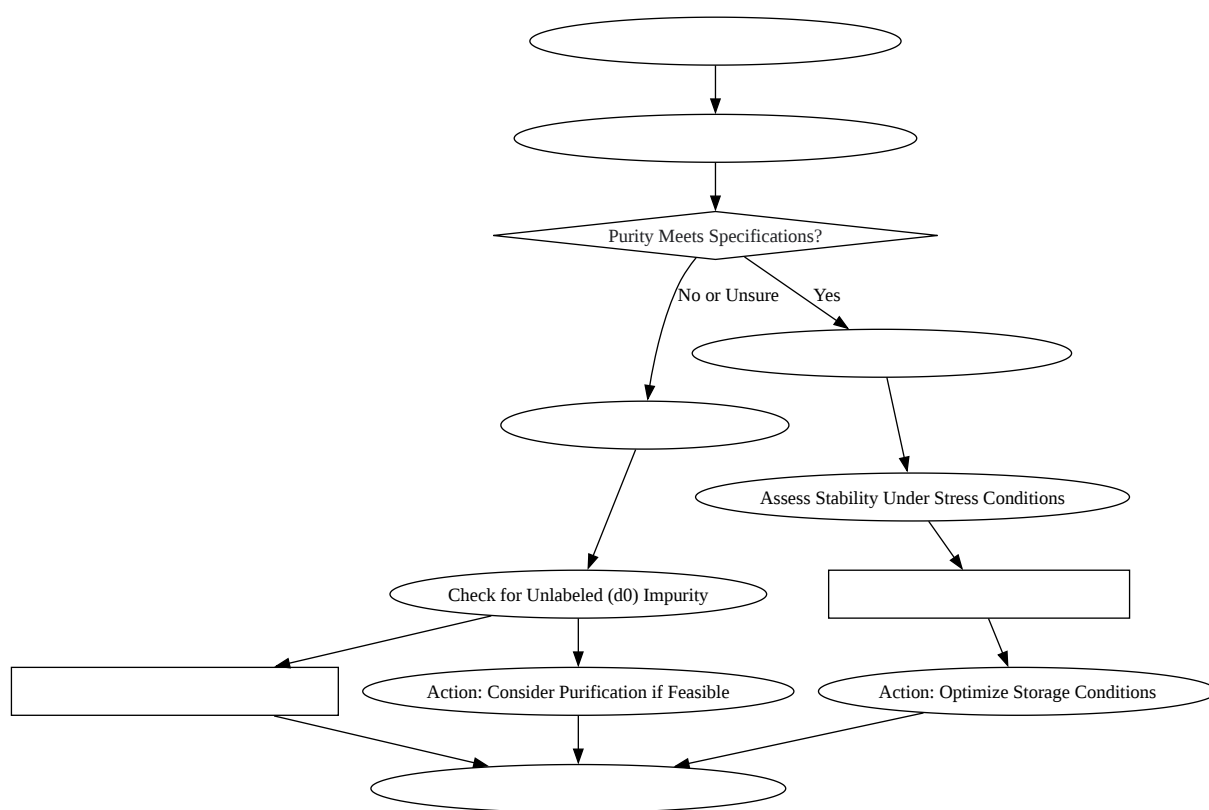 Purity Meets Specifications?
No or Unsure
Yes
Assess Stability Under Stress Conditions
Check for Unlabeled (d0) Impurity
Action: Consider Purification if Feasible
Action: Optimize Storage Conditions